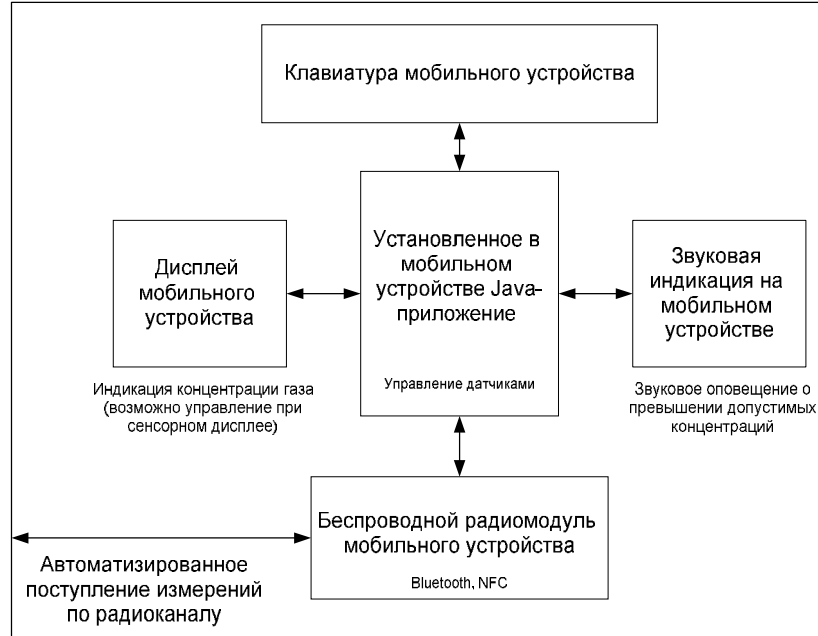 Клавиатура мобильного устройства
Дисплей
мобильного
устройства
Установленное в
мобильном
устройстве Java-
приложение
Управление датчиками
Звуковая
индикация на
мобильном
устройстве
Индикация концентрации газа
(возможно управление при
сенсорном дисплее)
Звуковое оповещение о
превышении допустимых
концентраций
Беспроводной радиомодуль
мобильного устройства
Bluetooth, NFC
Автоматизированное
поступление измерений
по радиоканалу